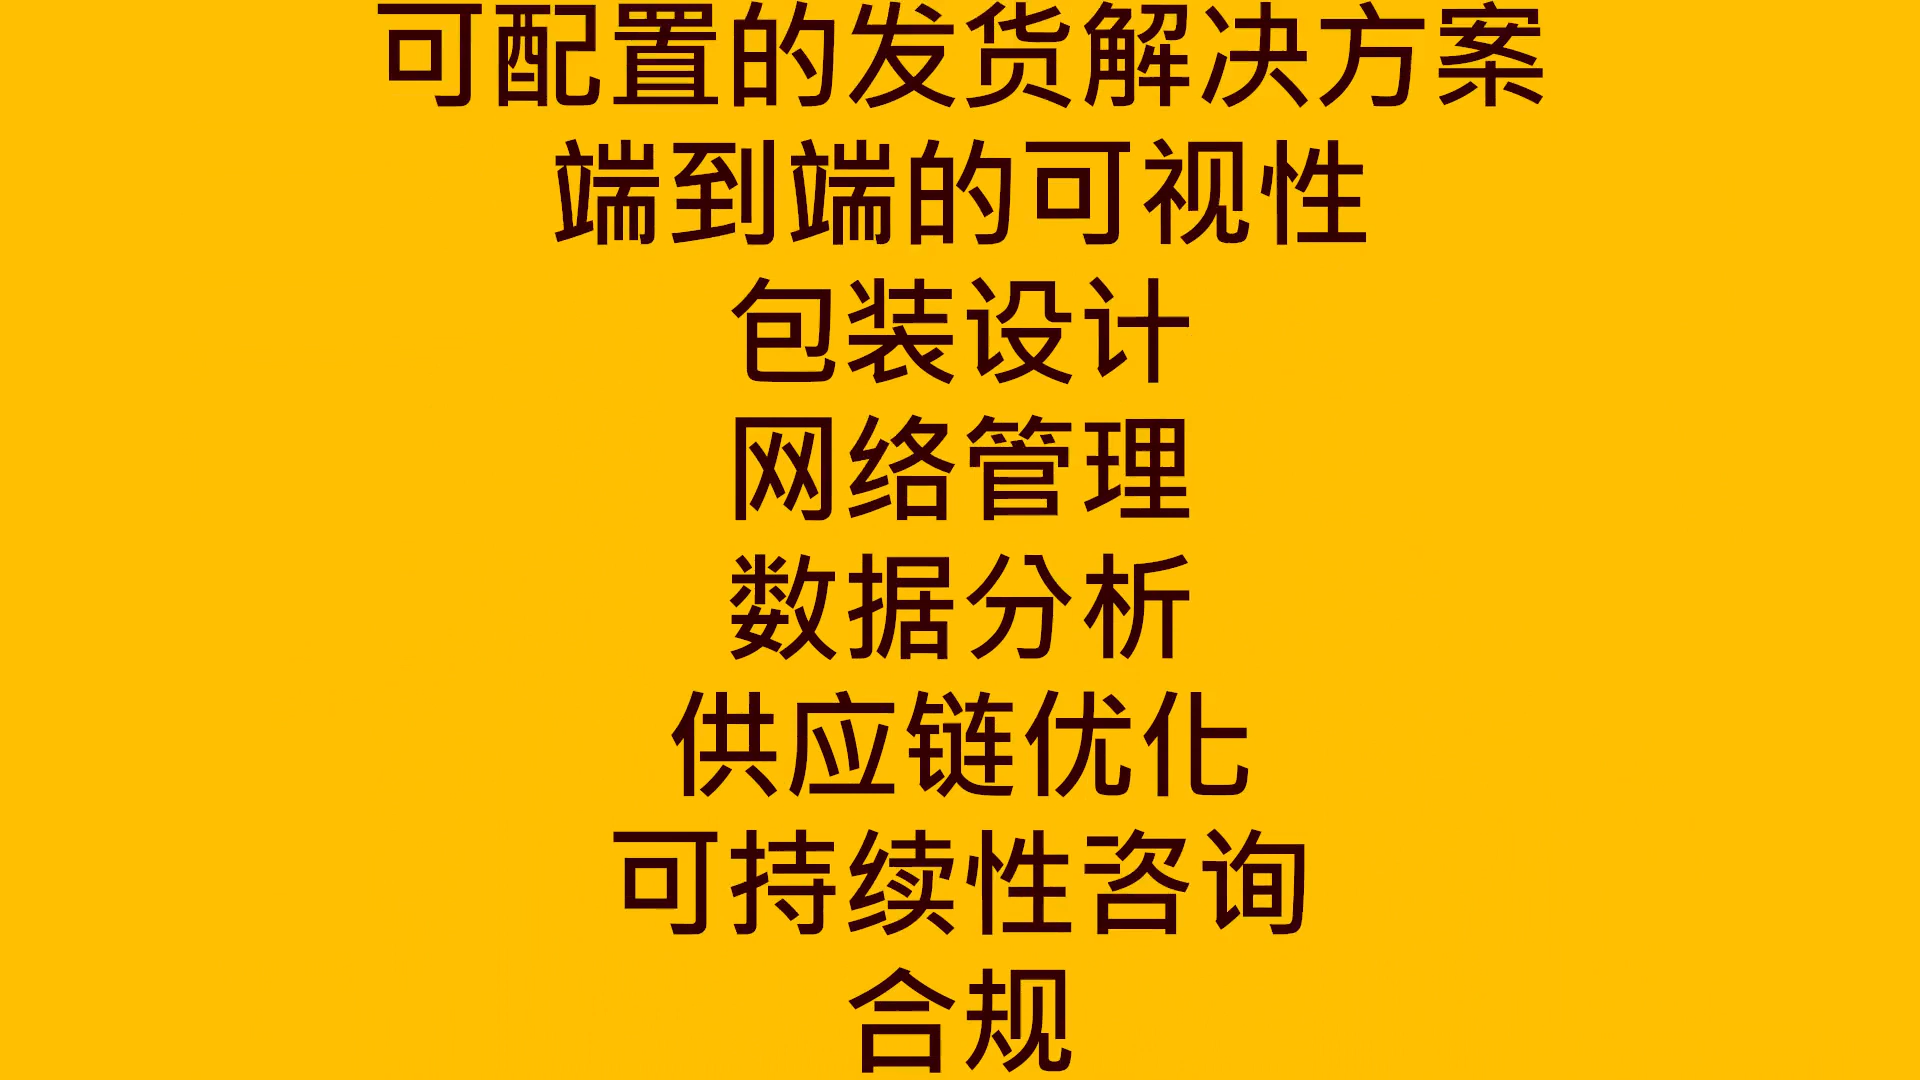 可配置的发货解决方案
端到端的可视性
包装设计
网络管理
数据分析
供应链优化
可持续性咨询
合规